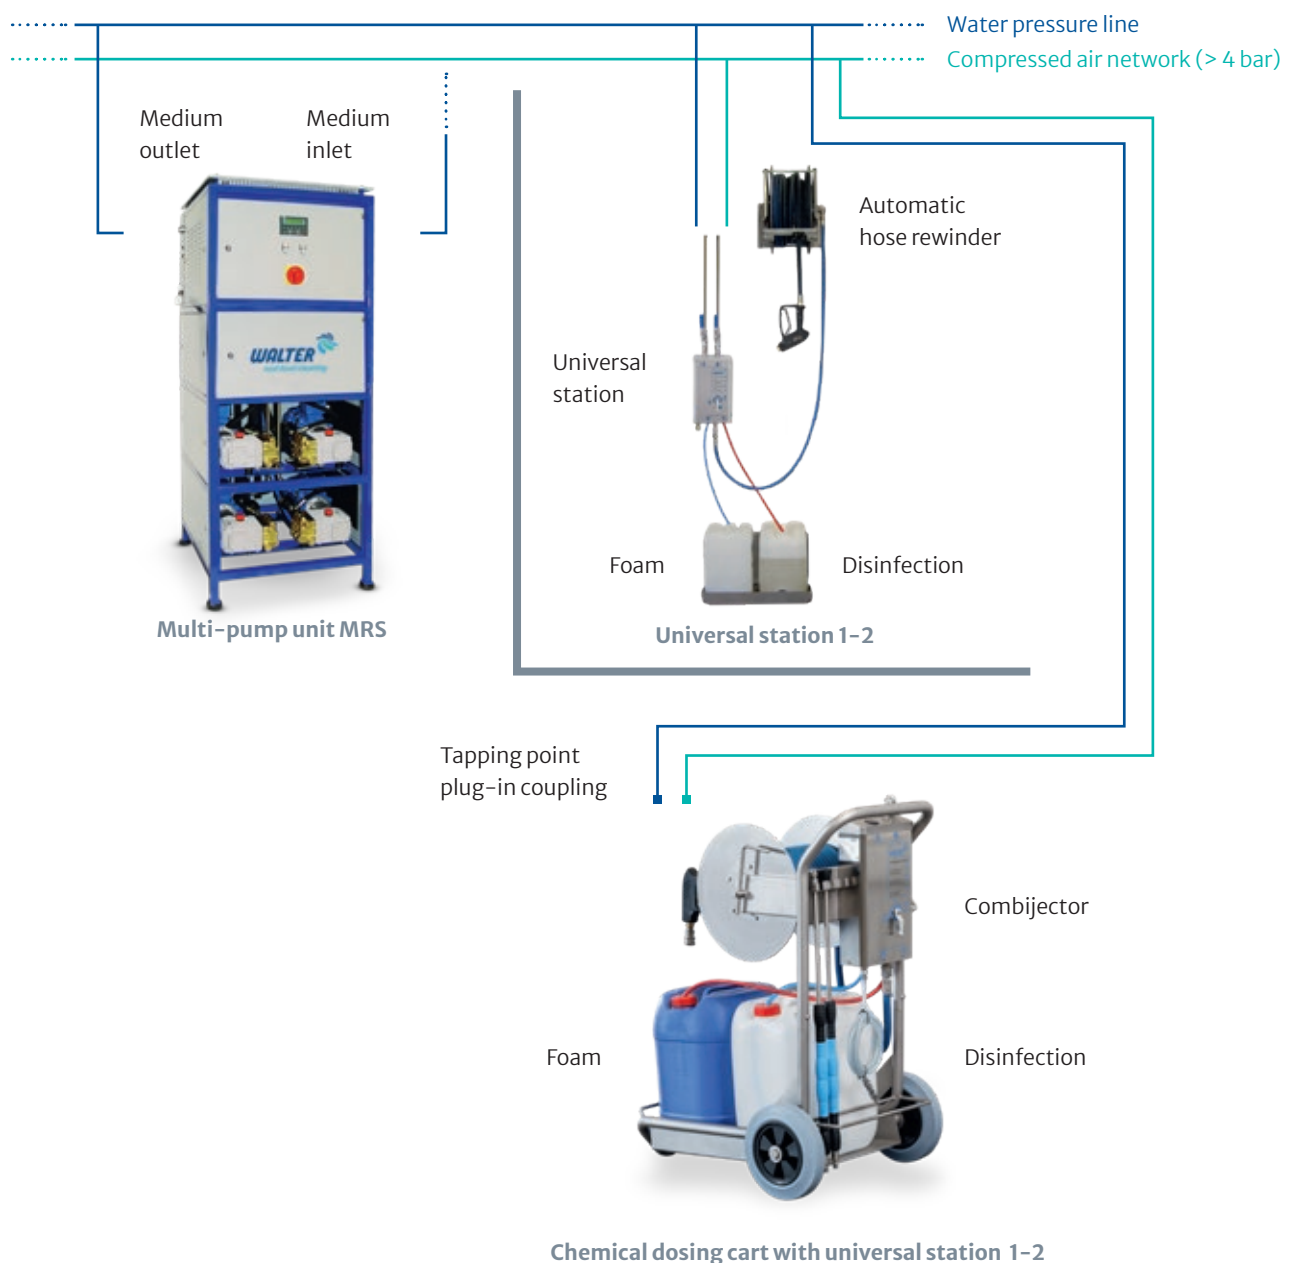 Water pressure line
Compressed air network (> 4 bar)
Medium
outlet
Medium
inlet
Automatic
hose rewinder
WALTER
Universal
station
Foam
Disinfection
Multi-pump unit MRS
Universal station 1-2
Tapping point
plug-in coupling
Combijector
Foam
Disinfection
Chemical dosing cart with universal station 1-2